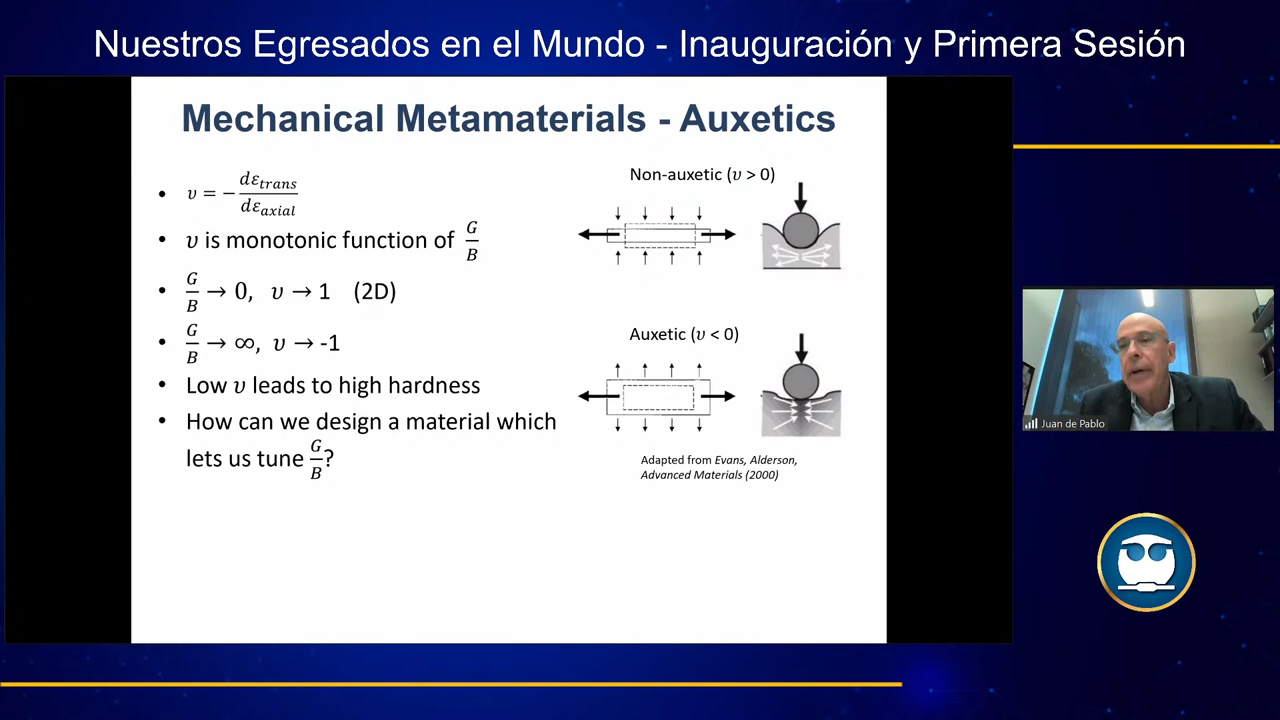 Nuestros Egresados en el Mundo - Inauguración y Primera Sesión
Mechanical Metamaterials - Auxetics
• υ = − dε_trans / dε_axial
• υ is monotonic function of G/B
• G/B → 0, υ → 1 (2D)
• G/B → ∞, υ → -1
• Low υ leads to high hardness
• How can we design a material which
lets us tune G/B?
Non-auxetic (υ > 0)
Auxetic (υ < 0)
Adapted from Evans, Alderson,
Advanced Materials (2000)
Juan de Pablo